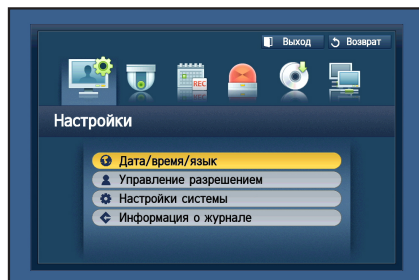 Выход Возврат
REC
Настройки
Дата/время/язык
Управление разрешением
Настройки системы
Информация о журнале